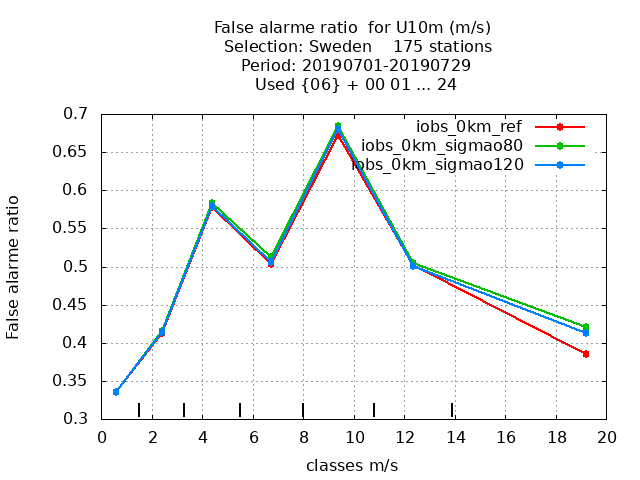 False alarme ratio  for U10m (m/s)
Selection: Sweden    175 stations
Period: 20190701-20190729
Used {06} + 00 01 ... 24
iobs_0km_ref
iobs_0km_sigmao80
iobs_0km_sigmao120
False alarme ratio
0.7
0.65
0.6
0.55
0.5
0.45
0.4
0.35
0.3
0 2 4 6 8 10 12 14 16 18 20
classes m/s